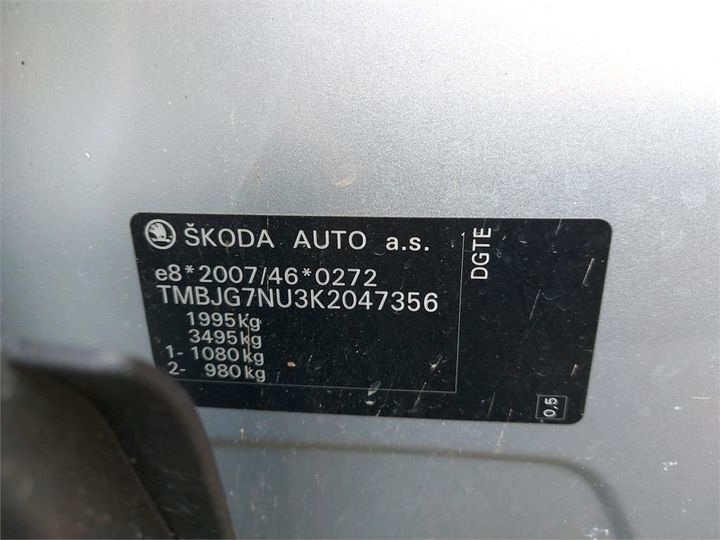 ŠKODA AUTO a.s.
e8*2007/46*0272
TMBJG7NU3K2047356
1995kg
3495kg
1- 1080kg
2- 980kg
DGTE
0,5